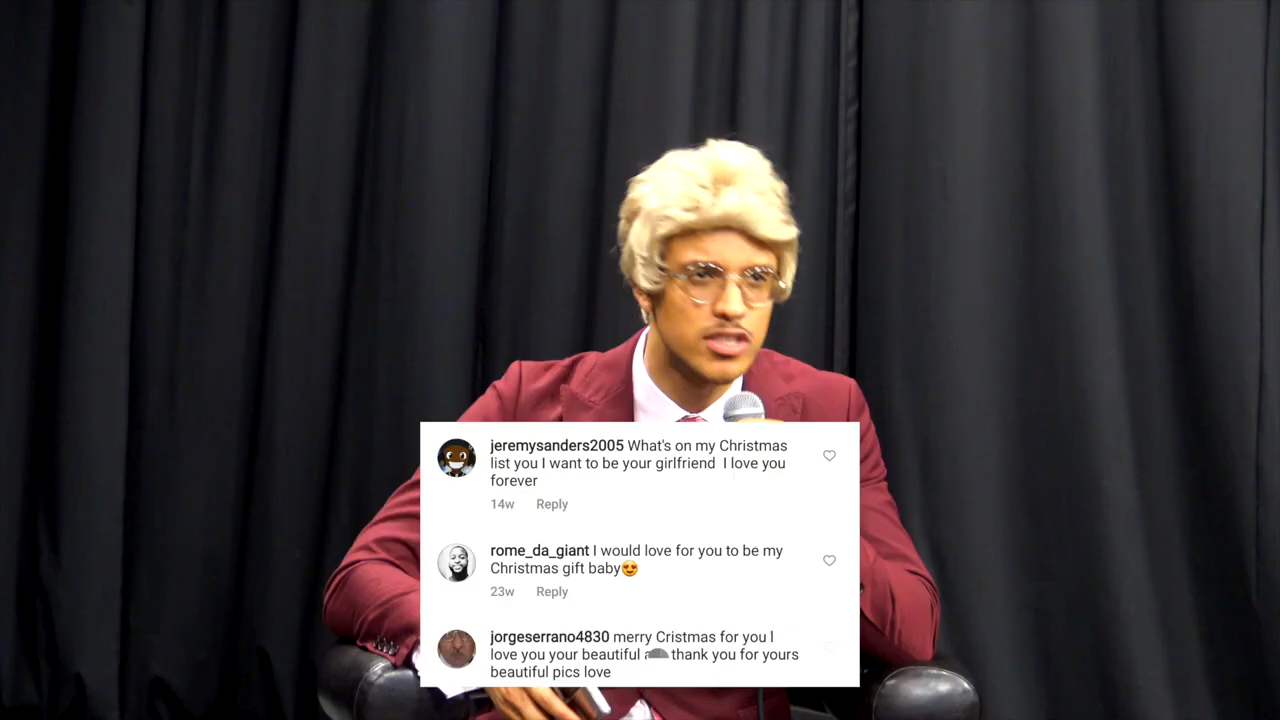 jeremysanders2005 What's on my Christmas
list you I want to be your girlfriend I love you
forever
14w Reply
rome_da_giant I would love for you to be my
Christmas gift baby😍
23w Reply
jorgeserrano4830 merry Cristmas for you I
love you your beautiful thank you for yours
beautiful pics love